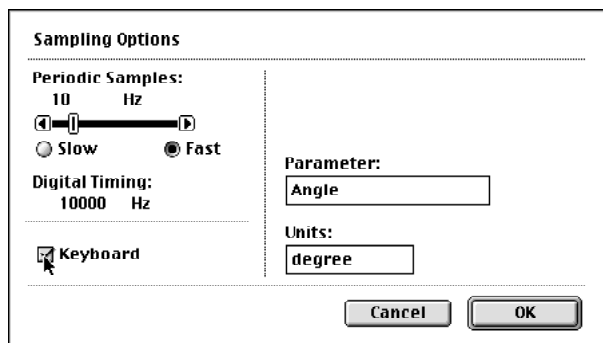 Sampling Options
Periodic Samples:
10 Hz
Slow Fast
Digital Timing:
10000 Hz
Keyboard
Parameter:
Angle
Units:
degree
Cancel OK